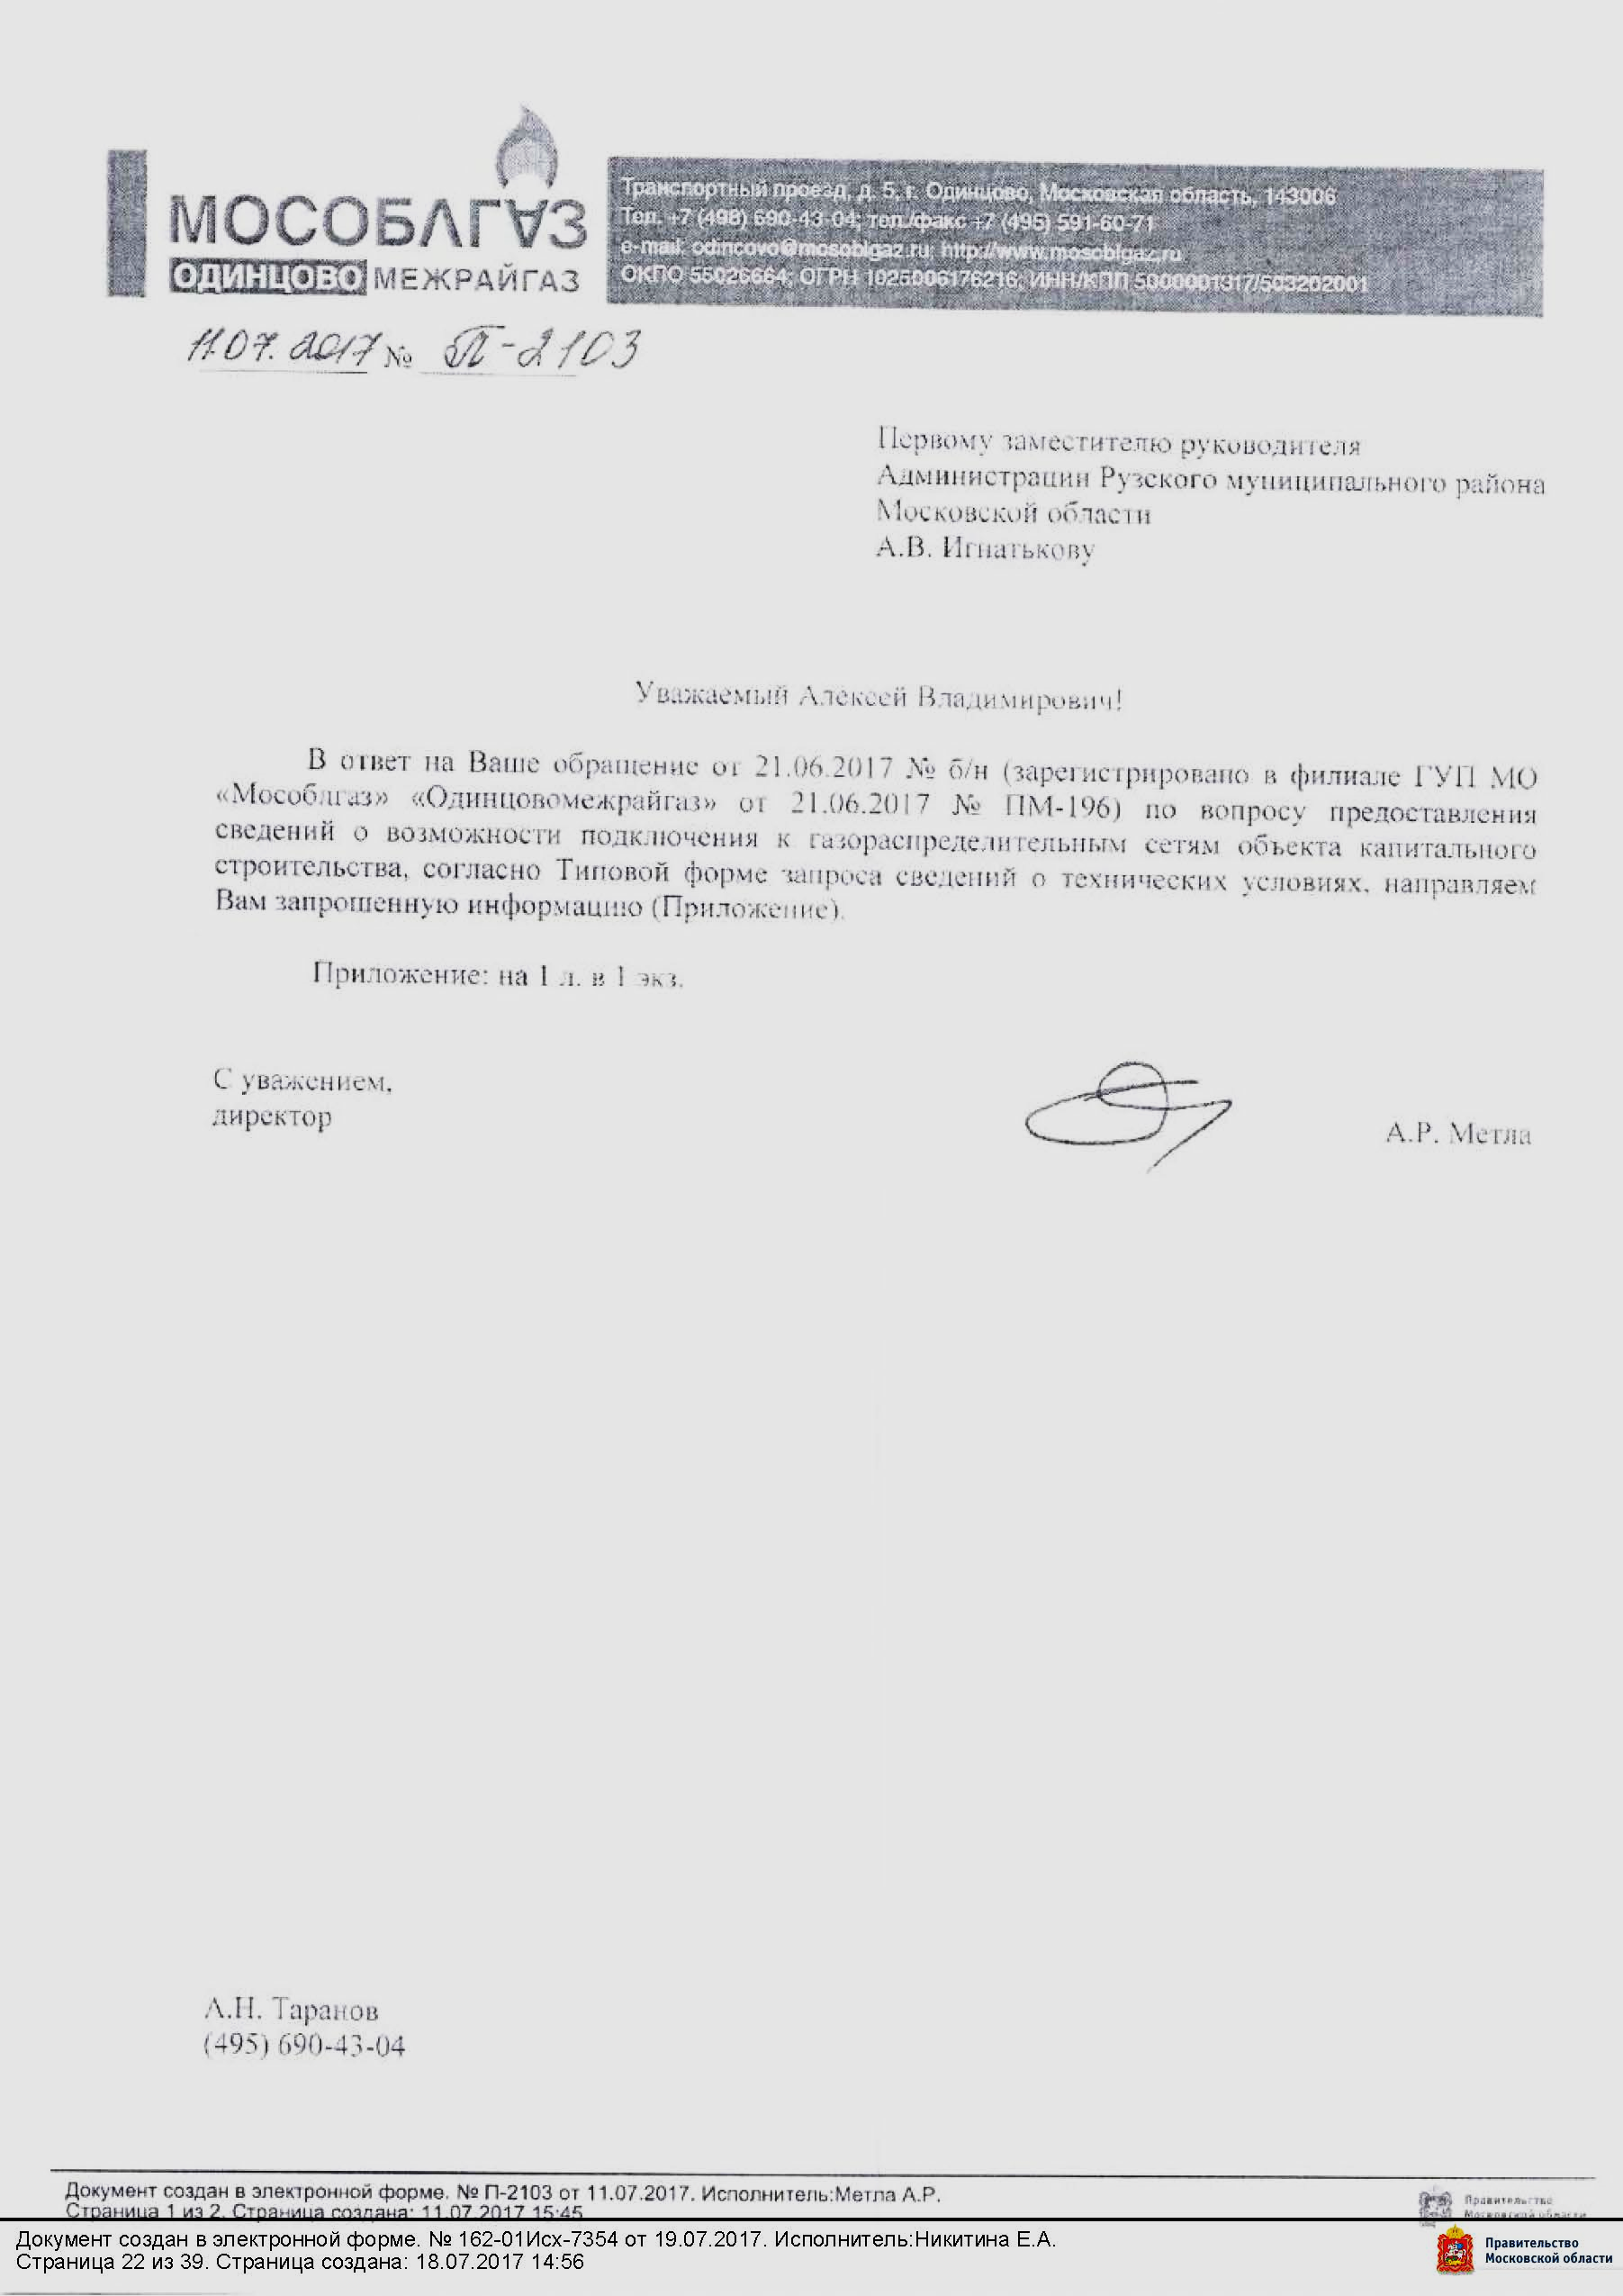 МОСОБЛГАЗ
ОДИНЦОВО МЕЖРАЙГАЗ
Транспортный проезд, д. 5, г. Одинцово, Московская область, 143006
Тел. +7 (498) 690-43-04; тел./факс +7 (495) 591-60-71
e-mail: odincovo@mosoblgaz.ru; http://www.mosoblgaz.ru
ОКПО 55026664; ОГРН 1025006176216; ИНН/КПП 5000001317/503202001
11.07.2017 № П-2103
Первому заместителю руководителя
Администрации Рузского муниципального района
Московской области
А.В. Игнатькову
Уважаемый Алексей Владимирович!
В ответ на Ваше обращение от 21.06.2017 № б/н (зарегистрировано в филиале ГУП МО
«Мособлгаз» «Одинцовомежрайгаз» от 21.06.2017 № ПМ-196) по вопросу предоставления
сведений о возможности подключения к газораспределительным сетям объекта капитального
строительства, согласно Типовой форме запроса сведений о технических условиях, направляем
Вам запрошенную информацию (Приложение).
Приложение: на 1 л. в 1 экз.
С уважением,
директор
А.Р. Метла
А.Н. Таранов
(495) 690-43-04
Документ создан в электронной форме. № П-2103 от 11.07.2017. Исполнитель:Метла А.Р.
Страница 1 из 2. Страница создана: 11.07.2017 15:45
Правительство
Московской области
Документ создан в электронной форме. № 162-01Исх-7354 от 19.07.2017. Исполнитель:Никитина Е.А.
Страница 22 из 39. Страница создана: 18.07.2017 14:56
Правительство
Московской области